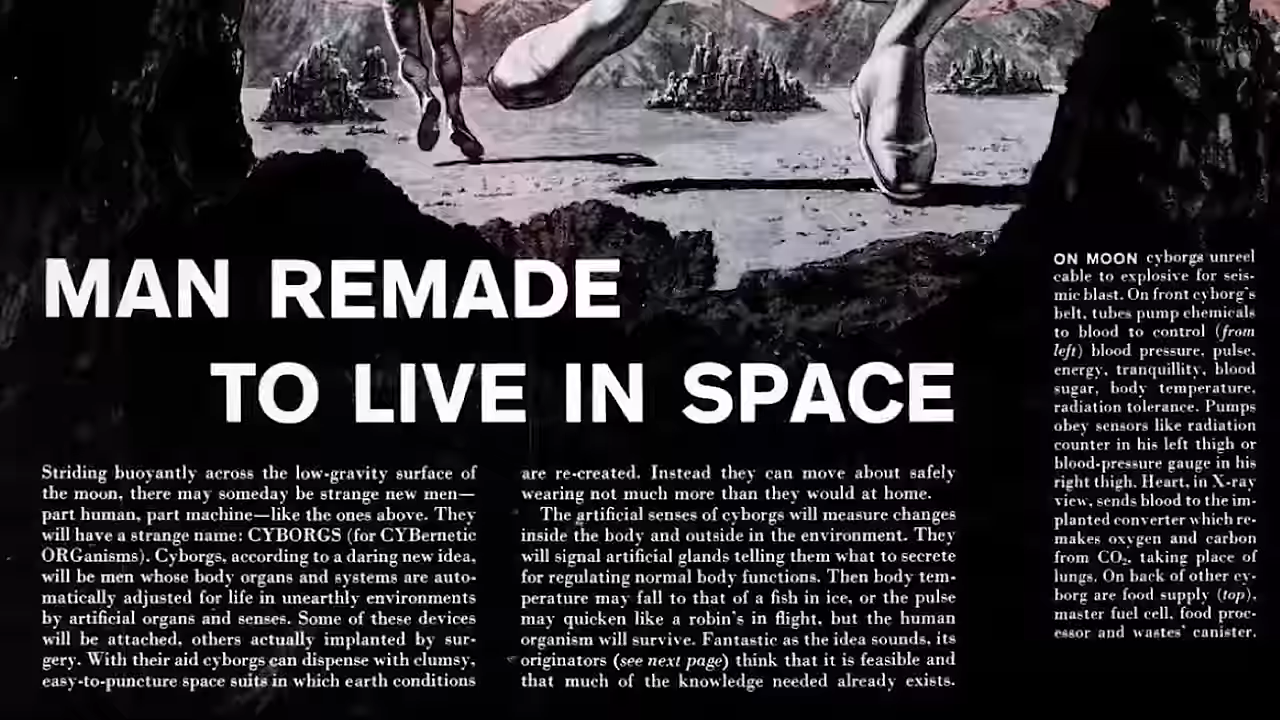 MAN REMADE
TO LIVE IN SPACE
Striding buoyantly across the low-gravity surface of
the moon, there may someday be strange new men—
part human, part machine—like the ones above. They
will have a strange name: CYBORGS (for CYBernetic
ORGanisms). Cyborgs, according to a daring new idea,
will be men whose body organs and systems are auto-
matically adjusted for life in unearthly environments
by artificial organs and senses. Some of these devices
will be attached, others actually implanted by sur-
gery. With their aid cyborgs can dispense with clumsy,
easy-to-puncture space suits in which earth conditions
are re-created. Instead they can move about safely
wearing not much more than they would at home.
The artificial senses of cyborgs will measure changes
inside the body and outside in the environment. They
will signal artificial glands telling them what to secrete
for regulating normal body functions. Then body tem-
perature may fall to that of a fish in ice, or the pulse
may quicken like a robin's in flight, but the human
organism will survive. Fantastic as the idea sounds, its
originators (see next page) think that it is feasible and
that much of the knowledge needed already exists.
ON MOON cyborgs unreel
cable to explosive for seis-
mic blast. On front cyborg's
belt, tubes pump chemicals
to blood to control (from
left) blood pressure, pulse,
energy, tranquillity, blood
sugar, body temperature,
radiation tolerance. Pumps
obey sensors like radiation
counter in his left thigh or
blood-pressure gauge in his
right thigh. Heart, in X-ray
view, sends blood to the im-
planted converter which re-
makes oxygen and carbon
from CO₂, taking place of
lungs. On back of other cy-
borg are food supply (top),
master fuel cell, food proc-
essor and wastes' canister.